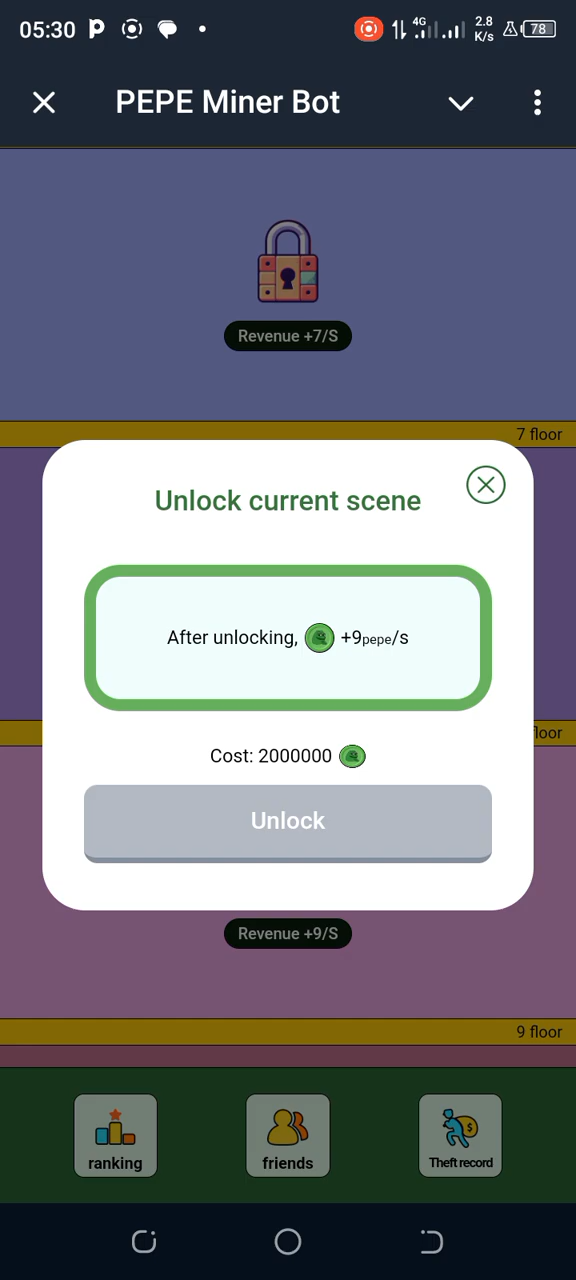 05:30
4G
2.8
K/s
78
PEPE Miner Bot
Revenue +7/S
7 floor
Unlock current scene
After unlocking, +9pepe/s
floor
Cost: 2000000
Unlock
Revenue +9/S
9 floor
ranking
friends
Theft record